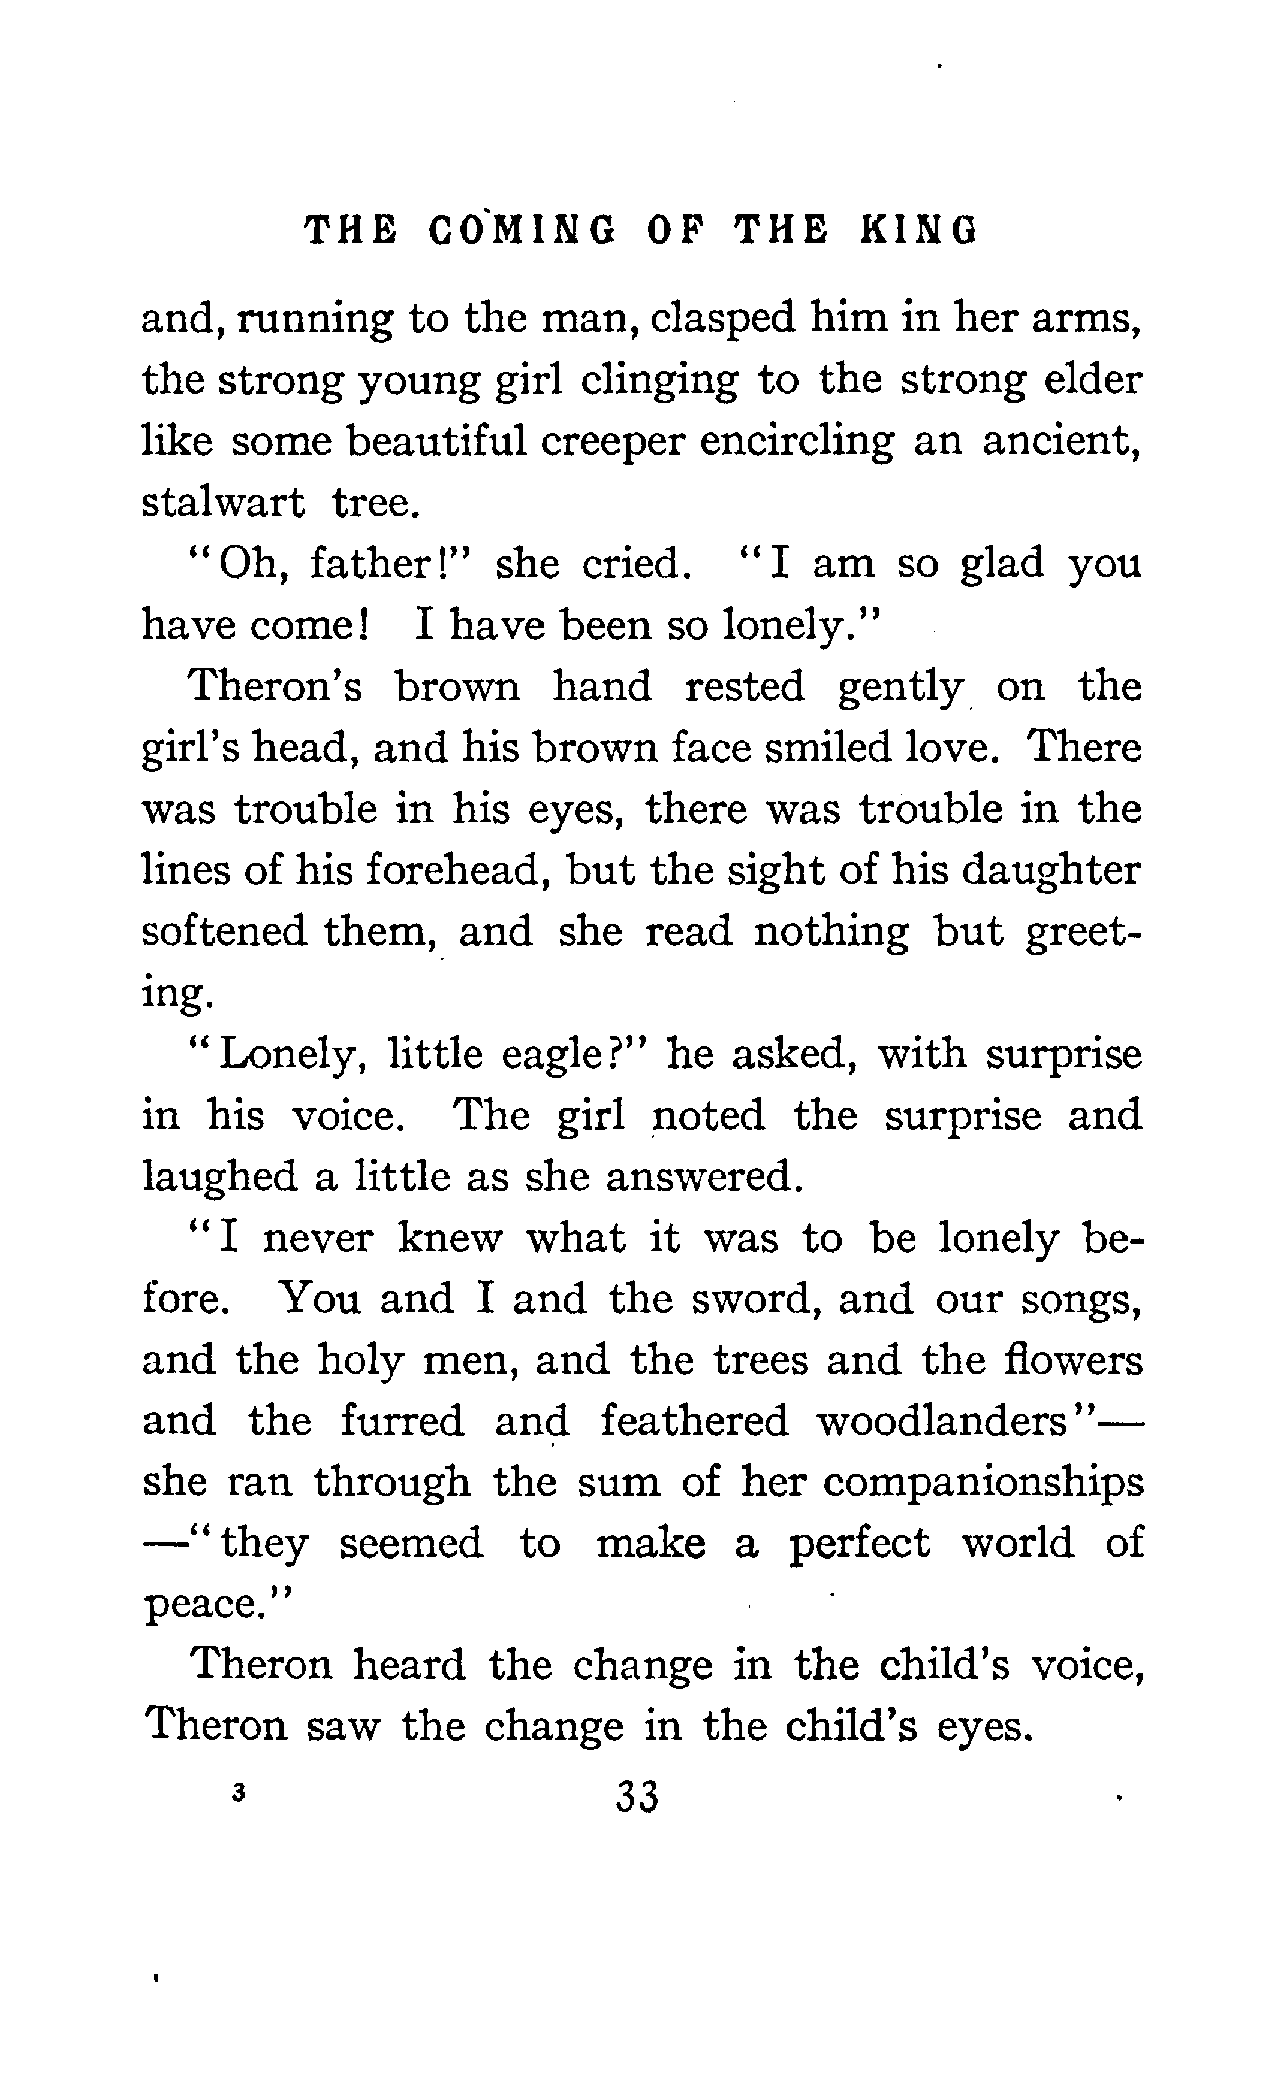 THE COMING OF THE KING
and, running to the man, clasped him in her arms,
the strong young girl clinging to the strong elder
like some beautiful creeper encircling an ancient,
stalwart tree.
"Oh, father!" she cried. "I am so glad you
have come! I have been so lonely."
Theron's brown hand rested gently on the
girl's head, and his brown face smiled love. There
was trouble in his eyes, there was trouble in the
lines of his forehead, but the sight of his daughter
softened them, and she read nothing but greet-
ing.
"Lonely, little eagle?" he asked, with surprise
in his voice. The girl noted the surprise and
laughed a little as she answered.
"I never knew what it was to be lonely be-
fore. You and I and the sword, and our songs,
and the holy men, and the trees and the flowers
and the furred and feathered woodlanders"—
she ran through the sum of her companionships
—"they seemed to make a perfect world of
peace."
Theron heard the change in the child's voice,
Theron saw the change in the child's eyes.
3 33